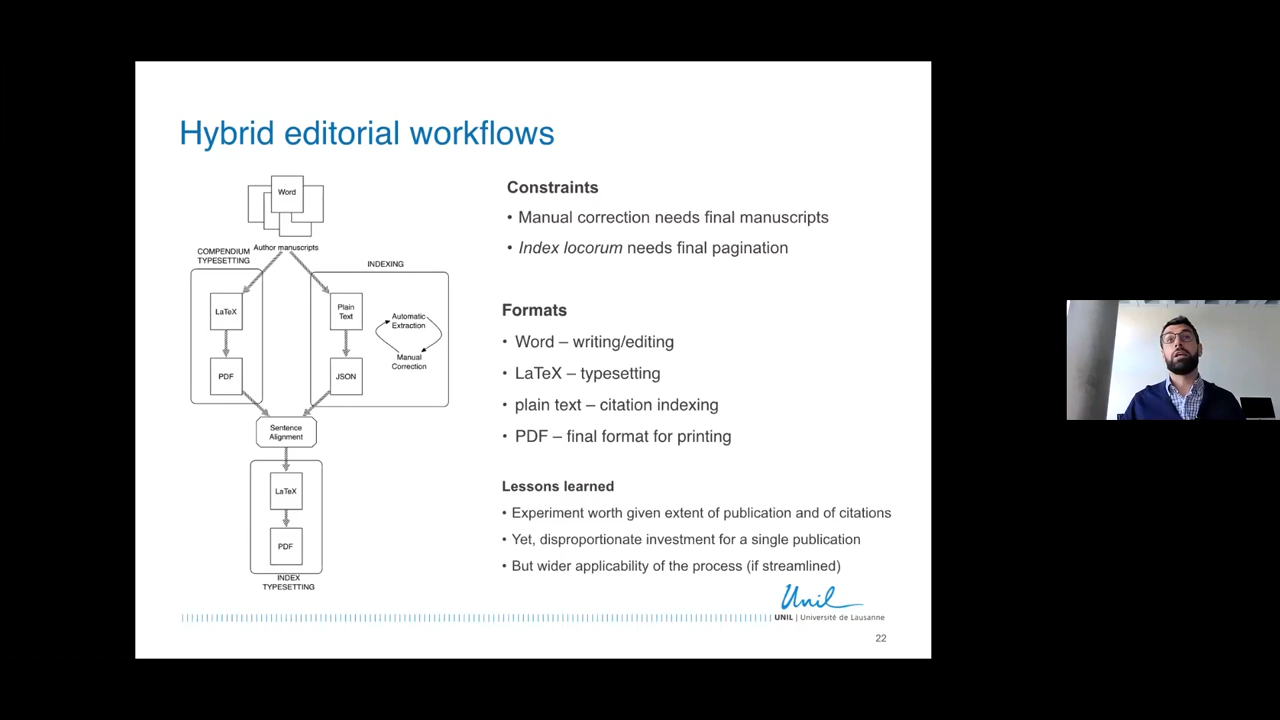 Hybrid editorial workflows
Word
Author manuscripts
COMPENDIUM
TYPESETTING
INDEXING
LaTeX
PDF
Plain
Text
JSON
Automatic
Extraction
Manual
Correction
Sentence
Alignment
LaTeX
PDF
INDEX
TYPESETTING
Constraints
• Manual correction needs final manuscripts
• Index locorum needs final pagination
Formats
• Word – writing/editing
• LaTeX – typesetting
• plain text – citation indexing
• PDF – final format for printing
Lessons learned
• Experiment worth given extent of publication and of citations
• Yet, disproportionate investment for a single publication
• But wider applicability of the process (if streamlined)
Unil
UNIL | Université de Lausanne
22